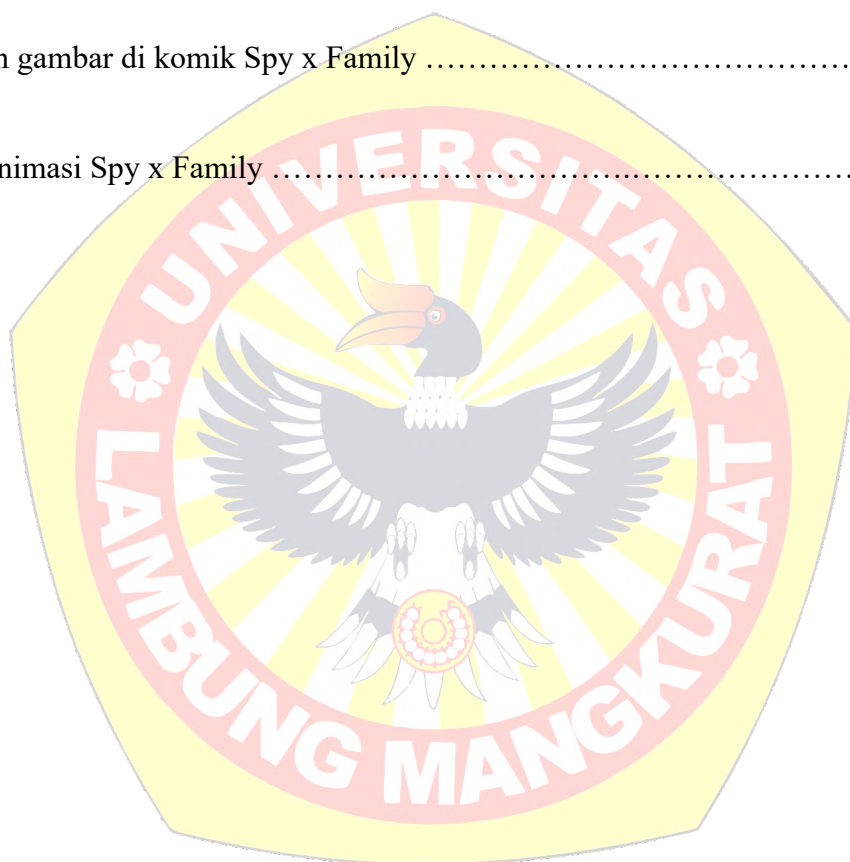 n gambar di komik Spy x Family …………………………………….
nimasi Spy x Family ………………………………………………….
UNIVERSITAS
LAMBUNG MANGKURAT